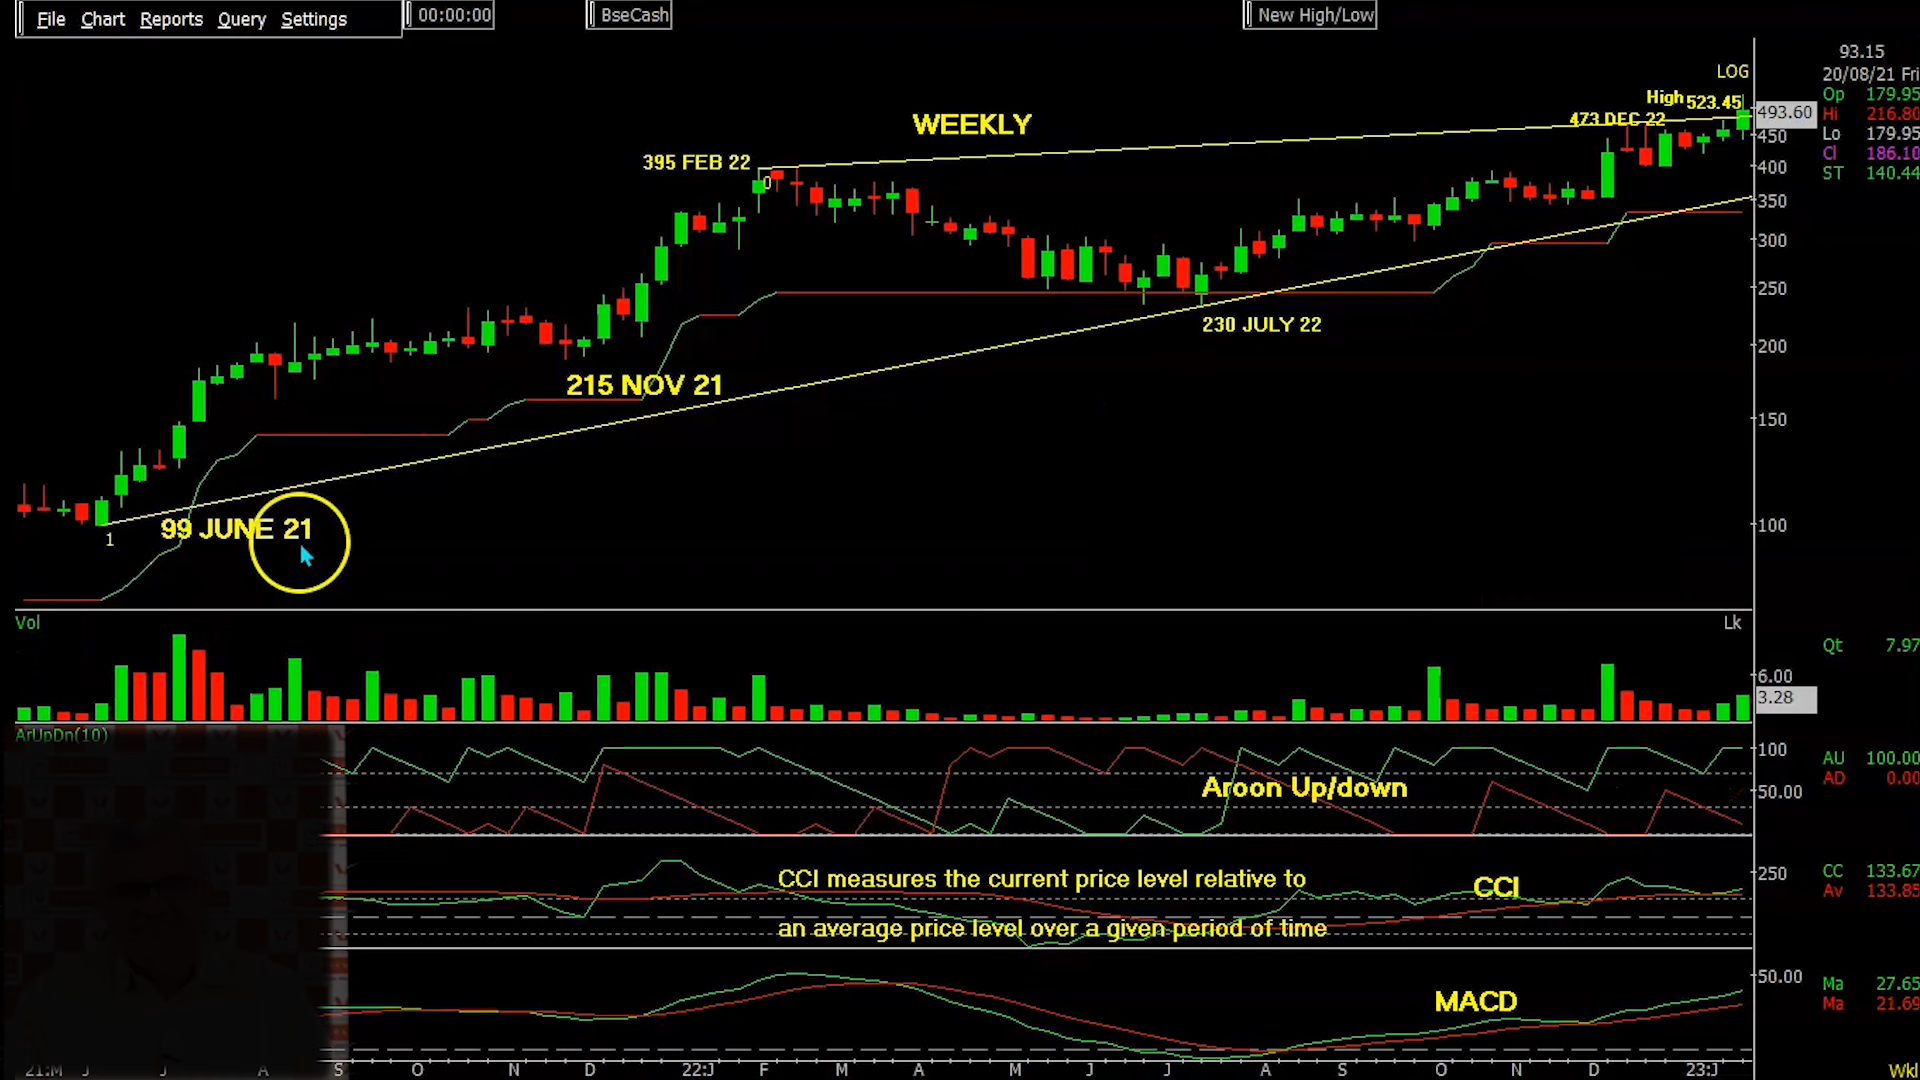 File Chart Reports Query Settings
00:00:00
BseCash
New High/Low
93.15
20/08/21 Fri
Op 179.95
Hi 216.80
Lo 179.95
Cl 186.10
ST 140.44
LOG
High 523.45
493.60
473 DEC 22
WEEKLY
395 FEB 22
0
450
400
350
300
250
200
150
100
230 JULY 22
215 NOV 21
99 JUNE 21
1
Vol
Lk
Qt 7.97
6.00
3.28
ArUpDn(10)
100
50.00
AU 100.00
AD 0.00
Aroon Up/down
CCI measures the current price level relative to
an average price level over a given period of time
CCI
250
CC 133.67
Av 133.85
MACD
50.00
Ma 27.65
Ma 21.69
21:M J J A S O N D 22:J F M A M J J A S O N D 23:J
Wkl